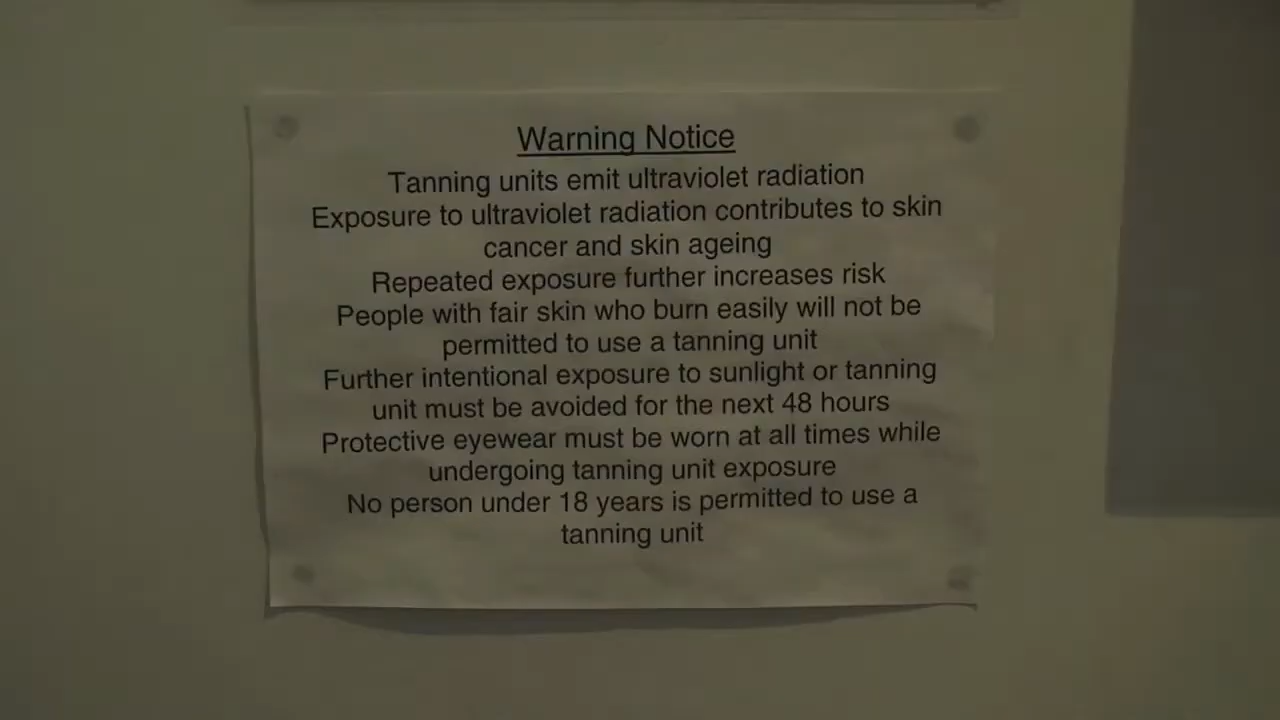 Warning Notice
Tanning units emit ultraviolet radiation
Exposure to ultraviolet radiation contributes to skin
cancer and skin ageing
Repeated exposure further increases risk
People with fair skin who burn easily will not be
permitted to use a tanning unit
Further intentional exposure to sunlight or tanning
unit must be avoided for the next 48 hours
Protective eyewear must be worn at all times while
undergoing tanning unit exposure
No person under 18 years is permitted to use a
tanning unit